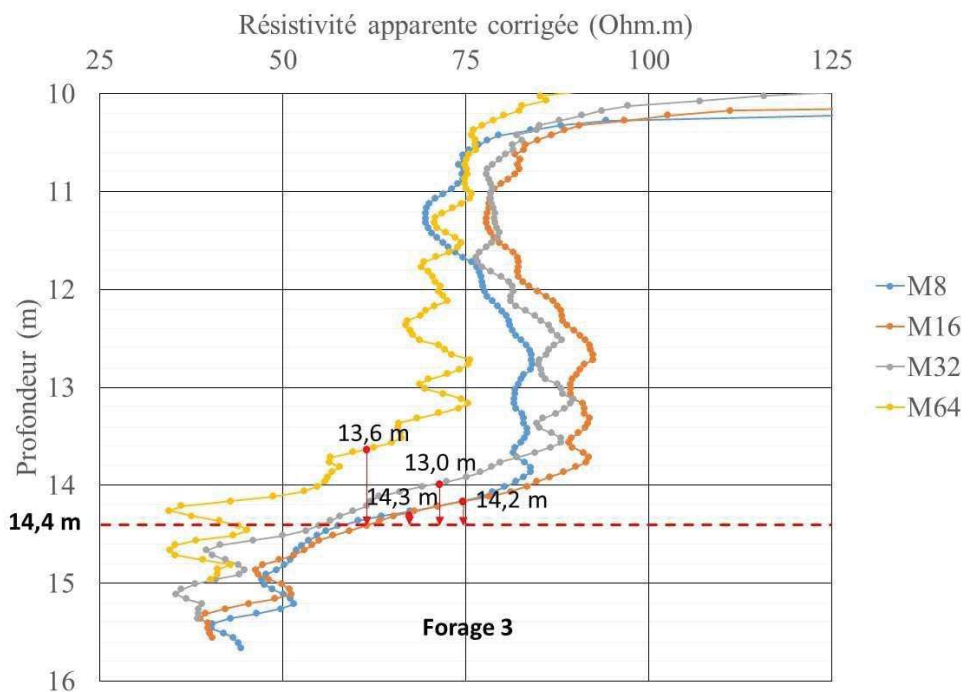 Résistivité apparente corrigée (Ohm.m)
25 50 75 100 125
10
11
12
13
14
15
16
Profondeur (m)
14,4 m
13,6 m
13,0 m
14,3 m
14,2 m
Forage 3
M8
M16
M32
M64